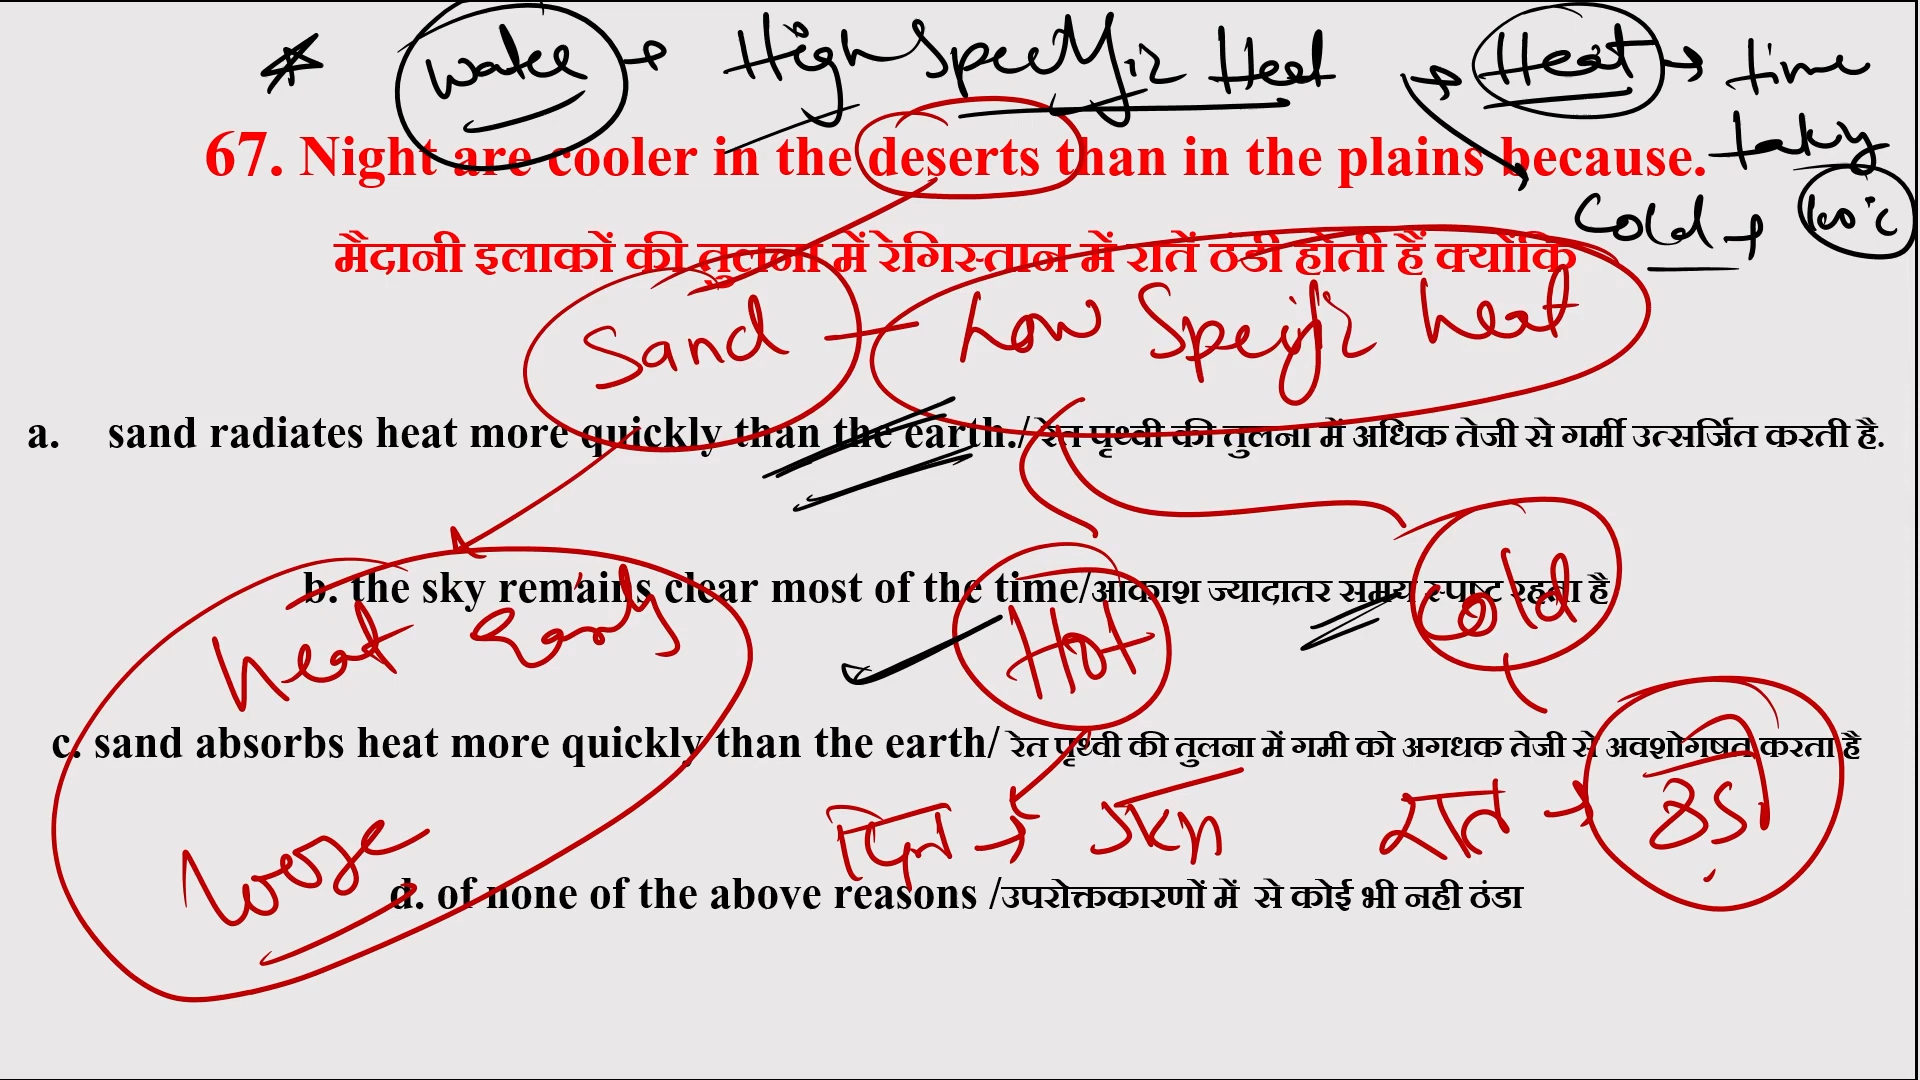 water → High Specific Heat → Heat → time taky
67. Night are cooler in the deserts than in the plains because.
Cold → 100°C
मैदानी इलाकों की तुलना में रेगिस्तान में रातें ठंडी होती हैं क्योंकि
Sand - Low Specific heat
a. sand radiates heat more quickly than the earth./ रेत पृथ्वी की तुलना में अधिक तेजी से गर्मी उत्सर्जित करती है.
b. the sky remains clear most of the time/आकाश ज्यादातर समय स्पष्ट रहता है
heat Easily Hot Cold
c. sand absorbs heat more quickly than the earth/ रेत पृथ्वी की तुलना में गमी को अगधक तेजी से अवशोगषत करता है
दिन → गरम रात → ठंडी
loose
d. of none of the above reasons /उपरोक्तकारणों में से कोई भी नही ठंडा